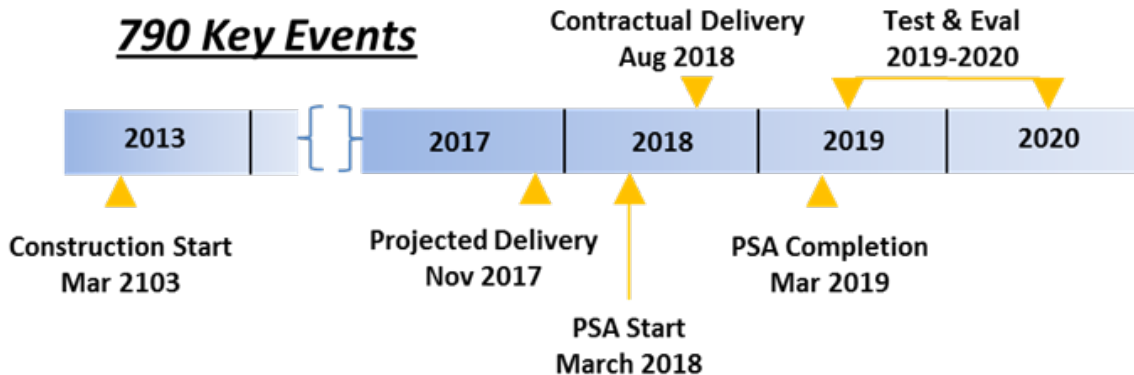 790 Key Events
Contractual Delivery
Aug 2018
Test & Eval
2019-2020
2013
2017
2018
2019
2020
Construction Start
Mar 2103
Projected Delivery
Nov 2017
PSA Completion
Mar 2019
PSA Start
March 2018